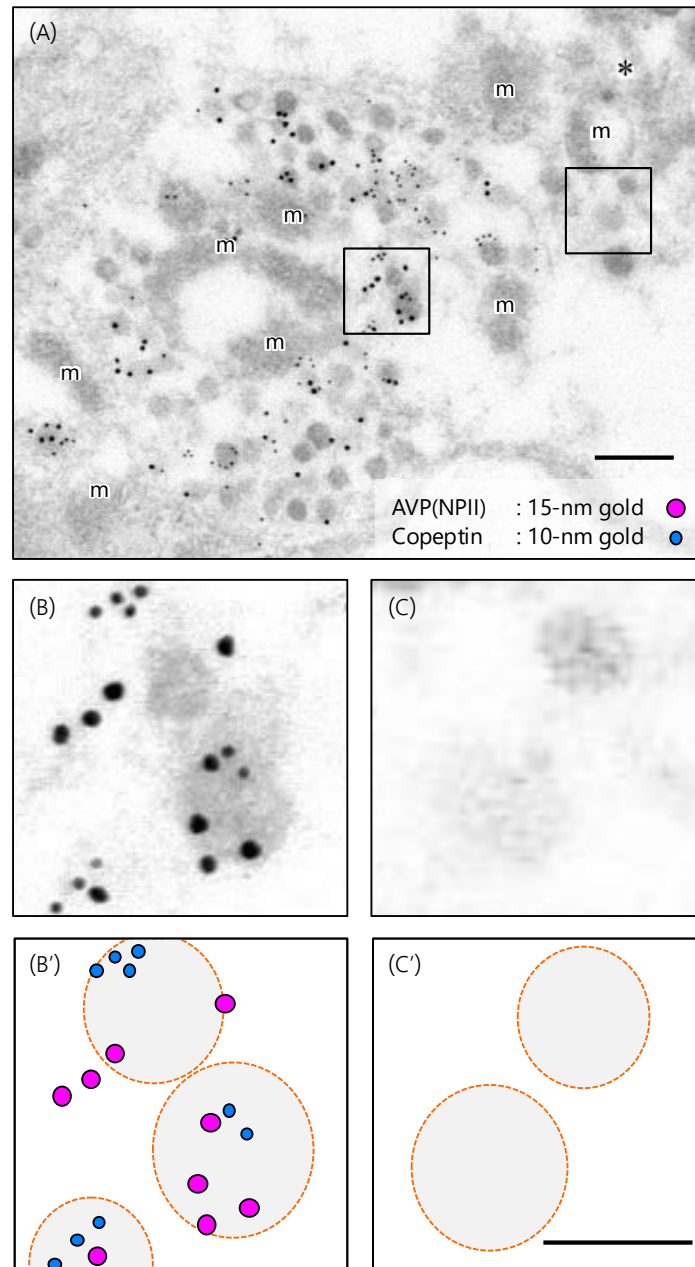 (A)
*
m
m
m
m
m
m
m
m
AVP(NPII) : 15-nm gold
Copeptin : 10-nm gold
(B)
(C)
(B’)
(C’)